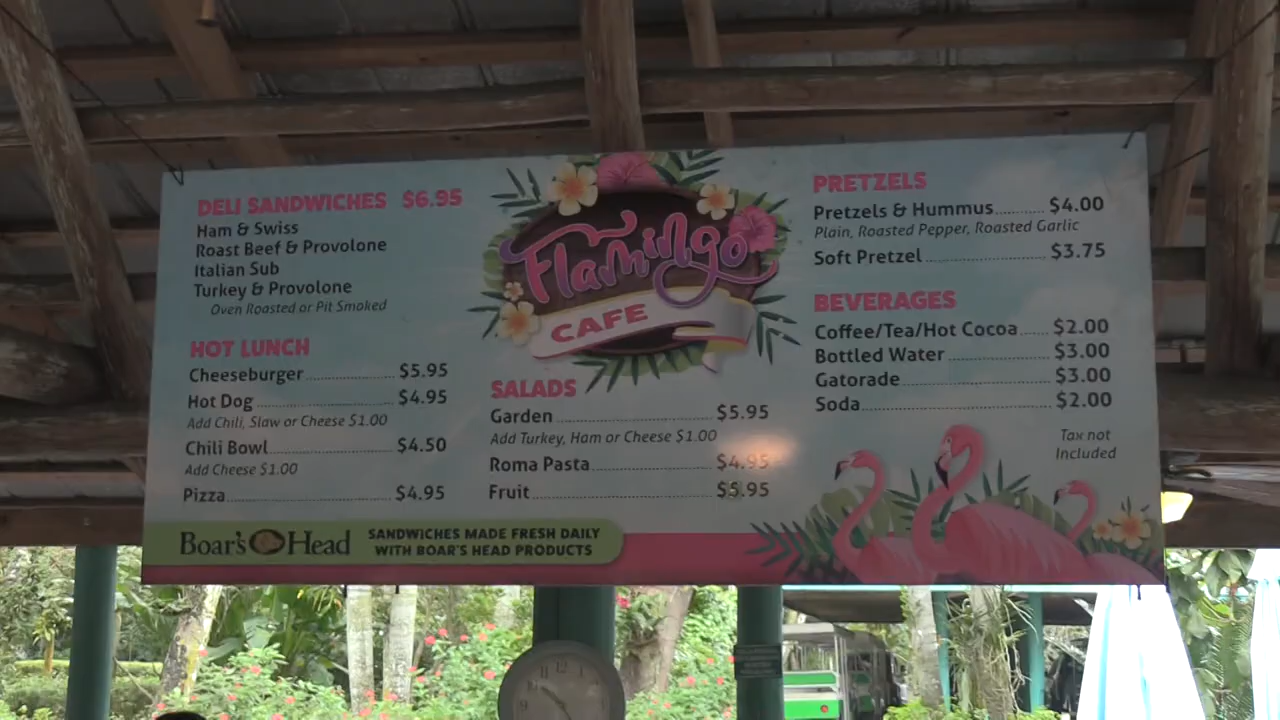 DELI SANDWICHES $6.95
Ham & Swiss
Roast Beef & Provolone
Italian Sub
Turkey & Provolone
Oven Roasted or Pit Smoked
HOT LUNCH
Cheeseburger $5.95
Hot Dog $4.95
Add Chili, Slaw or Cheese $1.00
Chili Bowl $4.50
Add Cheese $1.00
Pizza $4.95
Boar's Head
SANDWICHES MADE FRESH DAILY
WITH BOAR'S HEAD PRODUCTS
Flamingo
CAFE
SALADS
Garden $5.95
Add Turkey, Ham or Cheese $1.00
Roma Pasta $4.95
Fruit $5.95
PRETZELS
Pretzels & Hummus $4.00
Plain, Roasted Pepper, Roasted Garlic
Soft Pretzel $3.75
BEVERAGES
Coffee/Tea/Hot Cocoa $2.00
Bottled Water $3.00
Gatorade $3.00
Soda $2.00
Tax not
Included